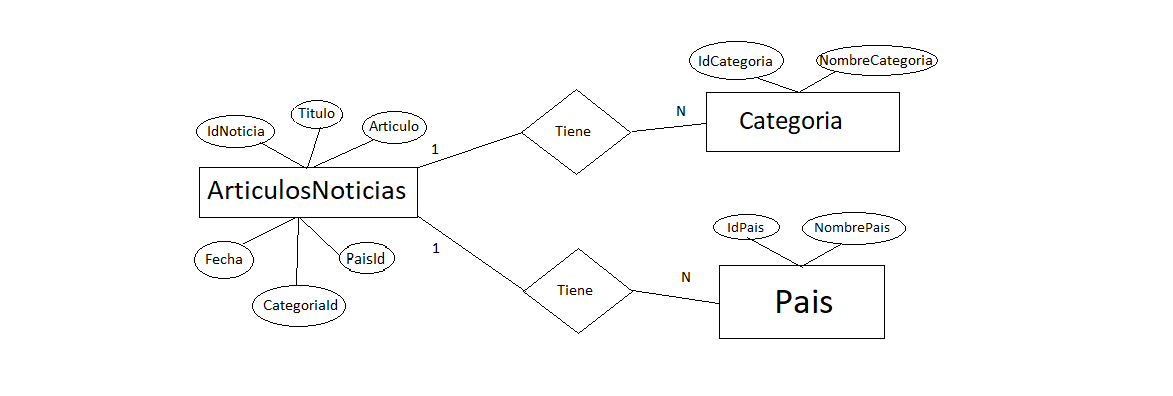 IdCategoria
NombreCategoria
Titulo
IdNoticia
Articulo
Tiene
N
Categoria
1
ArticulosNoticias
IdPais
NombrePais
Fecha
PaisId
1
CategoriaId
Tiene
N
Pais